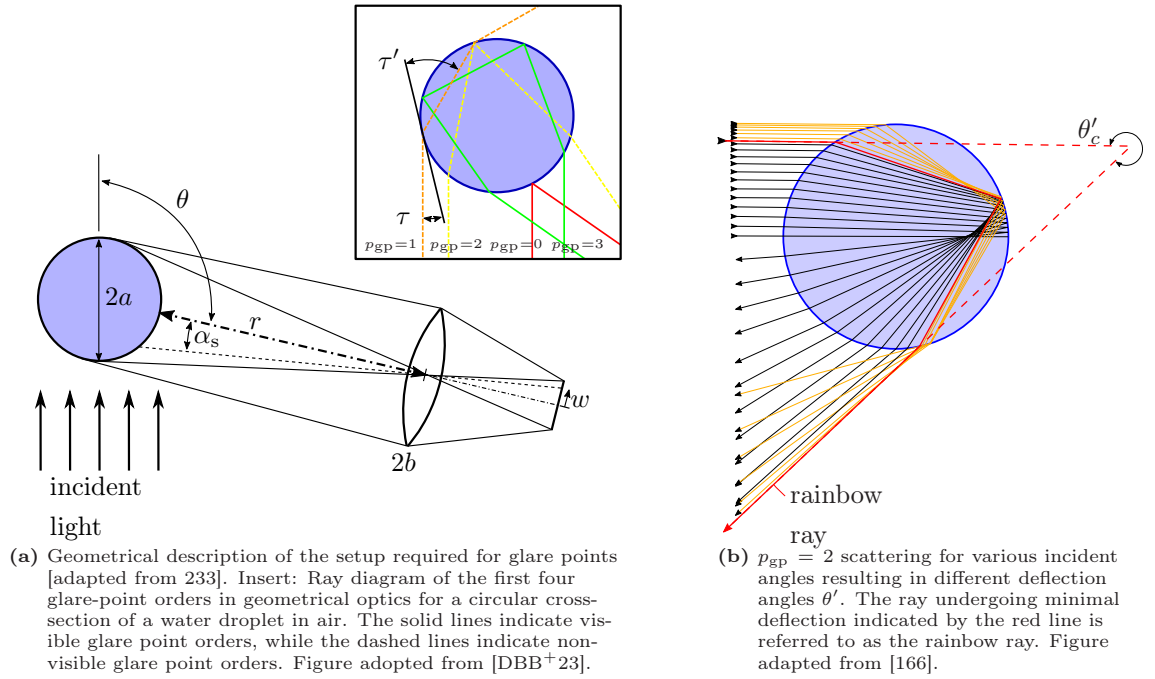 τ′
τ
p_gp=1 p_gp=2 p_gp=0 p_gp=3
θ
2a
r
α_s
w
2b
incident
light
(a) Geometrical description of the setup required for glare points
[adapted from 233]. Insert: Ray diagram of the first four
glare-point orders in geometrical optics for a circular cross-
section of a water droplet in air. The solid lines indicate vis-
ible glare point orders, while the dashed lines indicate non-
visible glare point orders. Figure adopted from [DBB⁺23].
θ′_c
rainbow
ray
(b) p_gp = 2 scattering for various incident
angles resulting in different deflection
angles θ′. The ray undergoing minimal
deflection indicated by the red line is
referred to as the rainbow ray. Figure
adapted from [166].